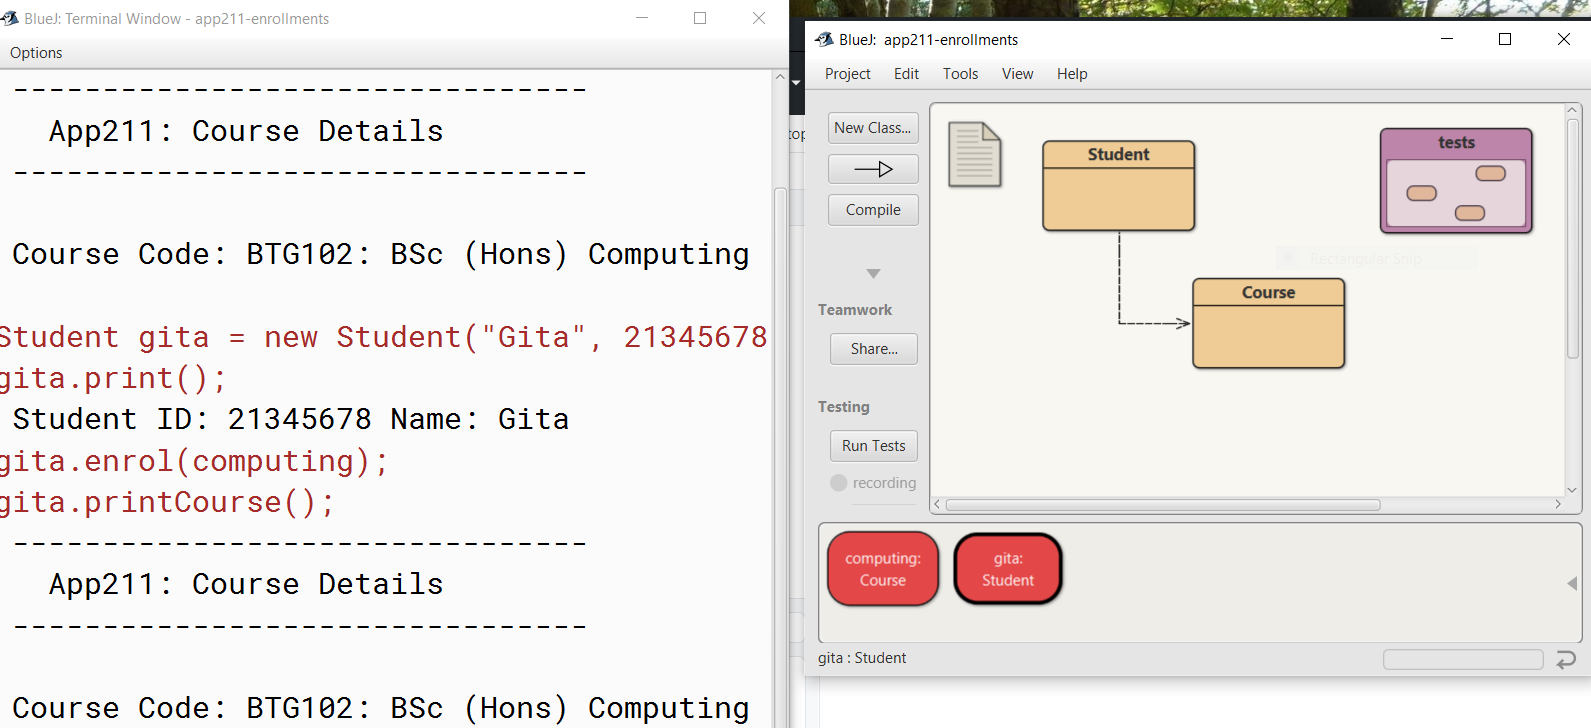 BlueJ: Terminal Window - app211-enrollments
Options
--------------------------------
App211: Course Details
--------------------------------
Course Code: BTG102: BSc (Hons) Computing
Student gita = new Student("Gita", 21345678
gita.print();
Student ID: 21345678 Name: Gita
gita.enrol(computing);
gita.printCourse();
--------------------------------
App211: Course Details
--------------------------------
Course Code: BTG102: BSc (Hons) Computing
top
BlueJ: app211-enrollments
Project Edit Tools View Help
New Class...
Compile
Teamwork
Share...
Testing
Run Tests
recording
Student
tests
Rectangular Snip
Course
computing:
Course
gita:
Student
gita : Student